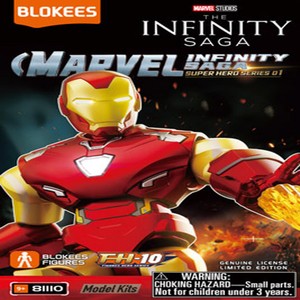 BLOKEES
MARVEL STUDIOS
THE
INFINITY
SAGA
MARVEL INFINITY
SAGA
SUPER HERO SERIES 01
BLOKEES
FIGURES
FH-10
GENUINE LICENSE
LIMITED EDITION
9+
81110
Model Kits
WARNING:
CHOKING HAZARD—Small parts.
Not for children under 3 years.